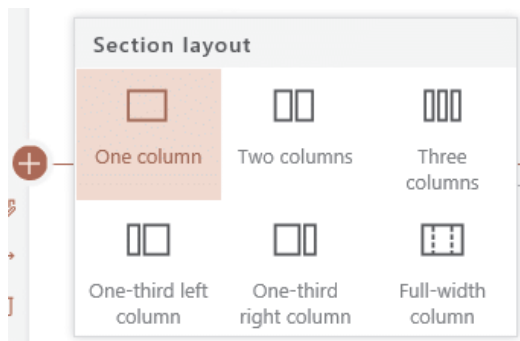 Section layout
One column
Two columns
Three
columns
One-third left
column
One-third
right column
Full-width
column